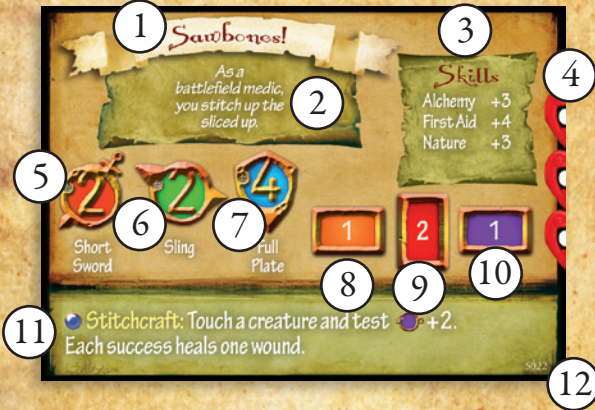 1
Sawbones!
3
4
As a
battlefield medic,
you stitch up the
sliced up.
2
Skills
Alchemy +3
First Aid +4
Nature +3
5
2
6
2
7
4
Short
Sword
Sling
Full
Plate
1
2
1
8
9
10
11
Stitchcraft: Touch a creature and test +2.
Each success heals one wound.
S022
12